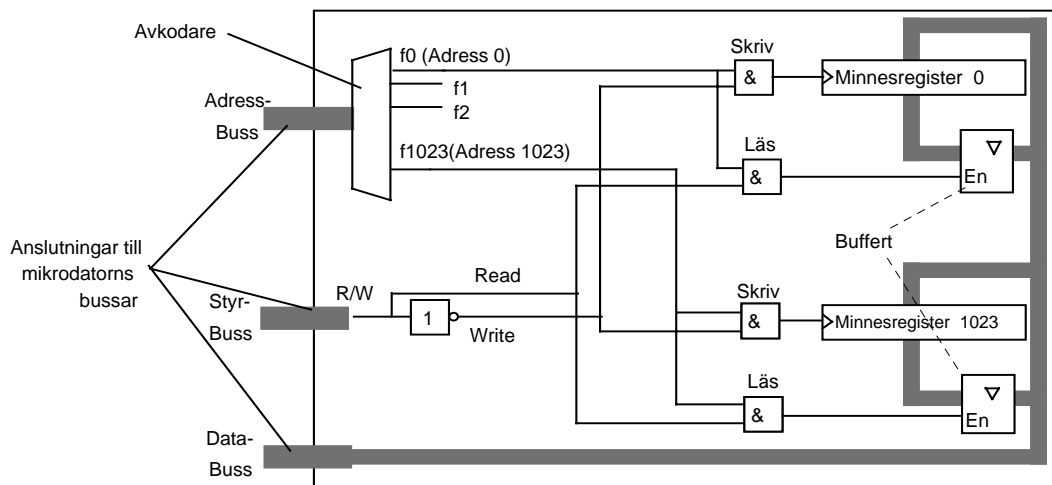 Avkodare
f0 (Adress 0)
f1
f2
Adress-
Buss
f1023(Adress 1023)
Skriv
&
Minnesregister 0
Läs
&
En
Anslutningar till
mikrodatorns
bussar
Buffert
R/W
Read
Styr-
Buss
1
Write
Skriv
&
Minnesregister 1023
Läs
&
En
Data-
Buss